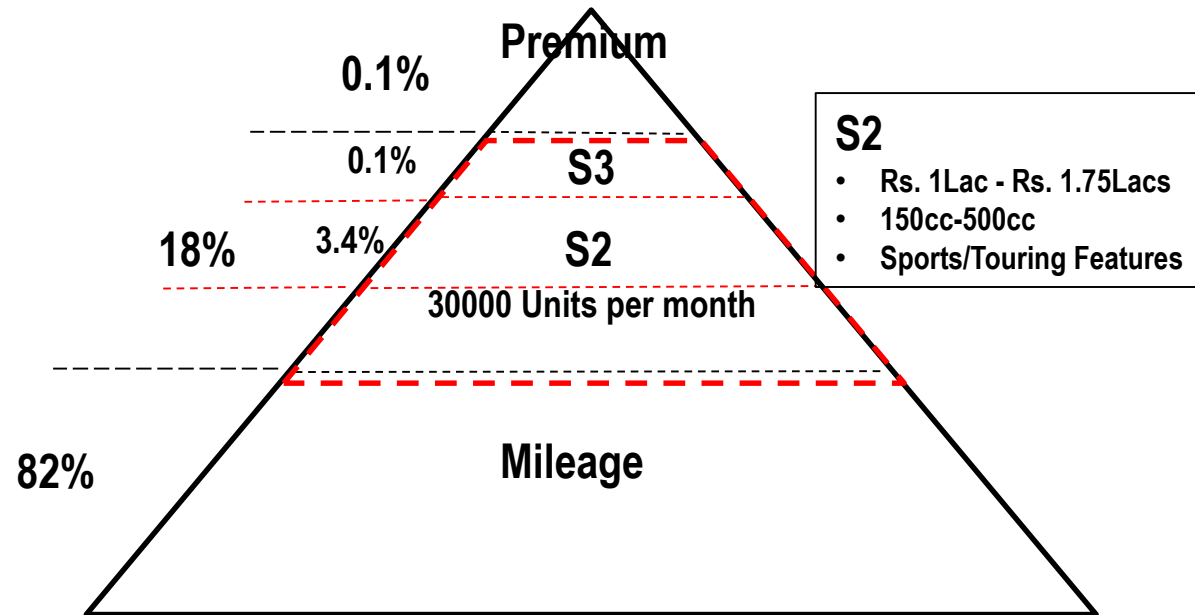 Premium
0.1%
0.1%
S3
S2
• Rs. 1Lac - Rs. 1.75Lacs
• 150cc-500cc
• Sports/Touring Features
18%
3.4%
S2
30000 Units per month
Mileage
82%